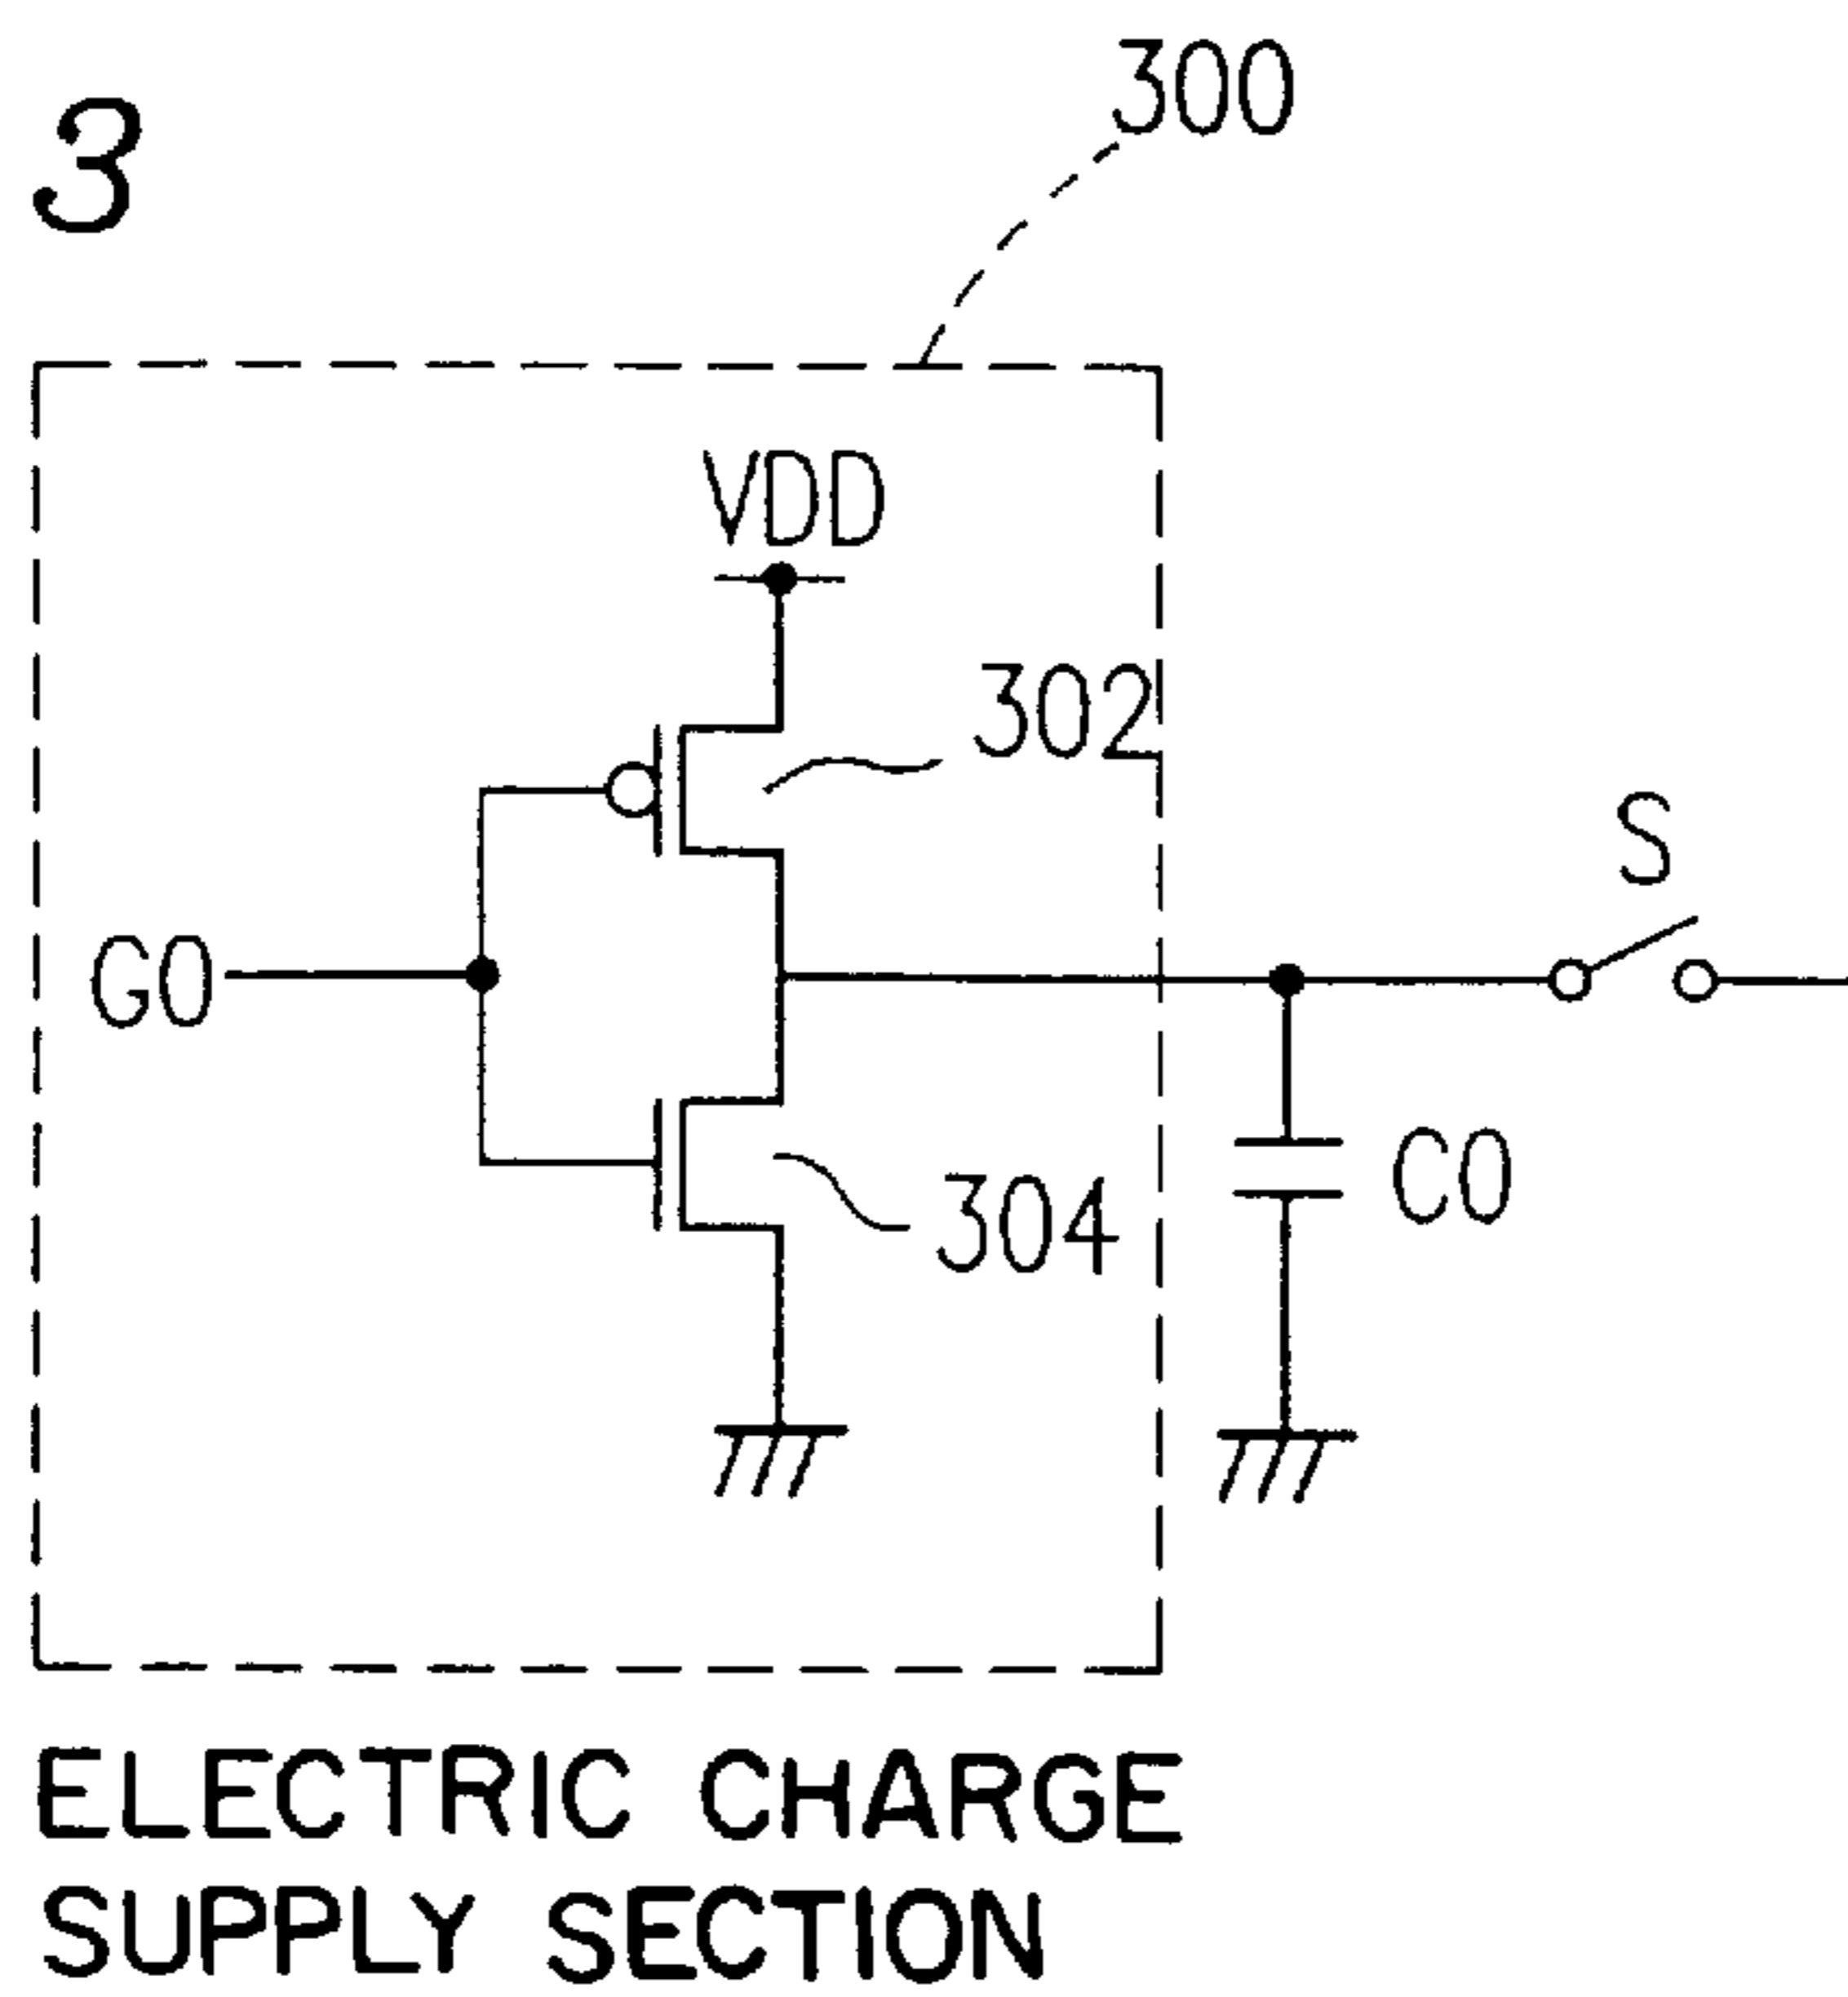 300
3
VDD
302
S
G0
C0
304
ELECTRIC CHARGE
SUPPLY SECTION